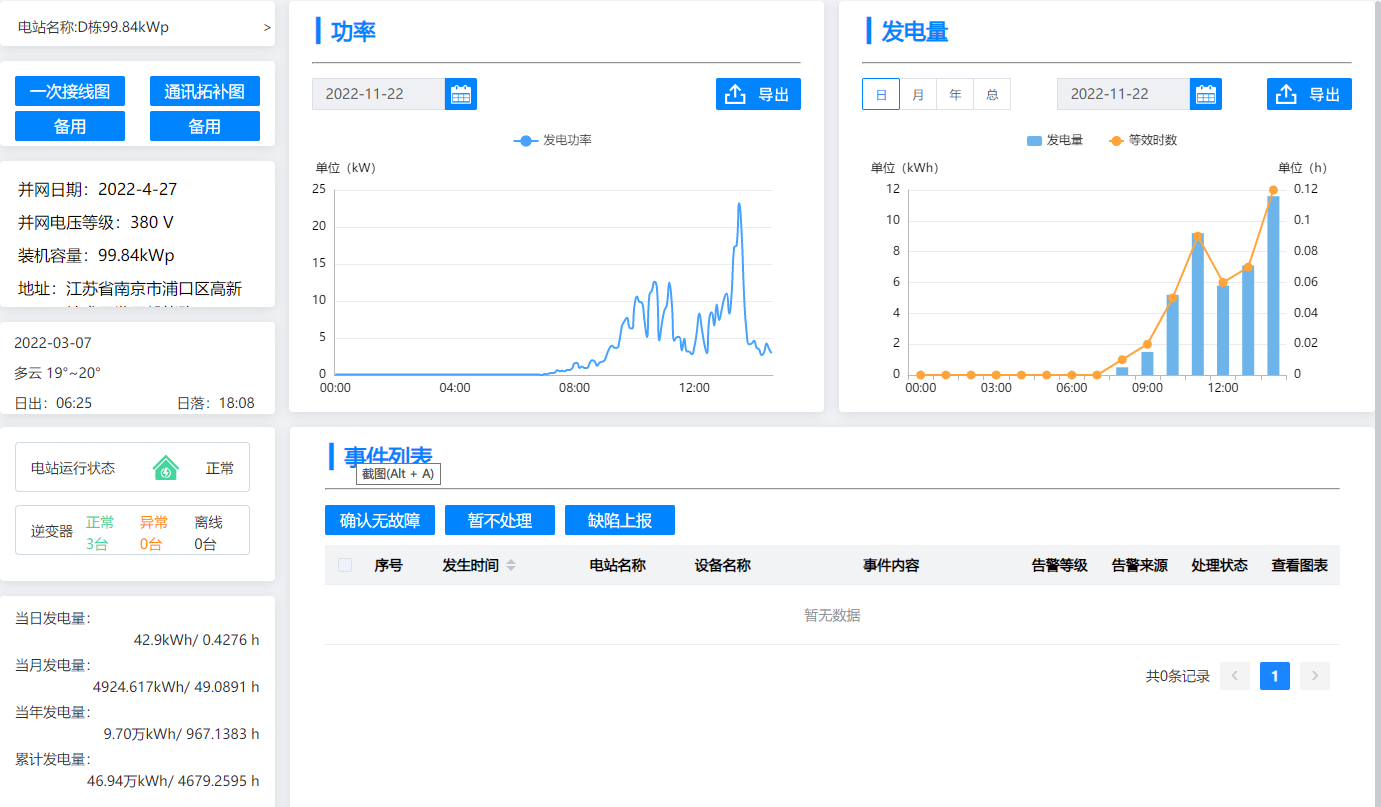 电站名称:D栋99.84kWp >
一次接线图 通讯拓补图
备用 备用
并网日期：2022-4-27
并网电压等级：380 V
装机容量：99.84kWp
地址：江苏省南京市浦口区高新
2022-03-07
多云 19°~20°
日出：06:25 日落：18:08
电站运行状态 正常
逆变器 正常 异常 离线
3台 0台 0台
当日发电量:
42.9kWh/ 0.4276 h
当月发电量:
4924.617kWh/ 49.0891 h
当年发电量:
9.70万kWh/ 967.1383 h
累计发电量:
46.94万kWh/ 4679.2595 h
功率
2022-11-22 导出
发电功率
单位（kW）
25
20
15
10
5
0
00:00 04:00 08:00 12:00
发电量
日 月 年 总 2022-11-22 导出
发电量 等效时数
单位（kWh） 单位（h）
12 0.12
10 0.1
8 0.08
6 0.06
4 0.04
2 0.02
0 0
00:00 03:00 06:00 09:00 12:00
事件列表
截图(Alt + A)
确认无故障 暂不处理 缺陷上报
序号 发生时间 电站名称 设备名称 事件内容 告警等级 告警来源 处理状态 查看图表
暂无数据
共0条记录 < 1 >